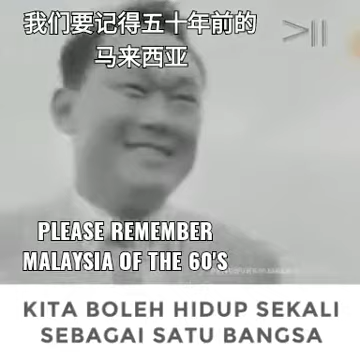 我们要记得五十年前的
马来西亚
PLEASE REMEMBER
MALAYSIA OF THE 60'S
KITA BOLEH HIDUP SEKALI
SEBAGAI SATU BANGSA